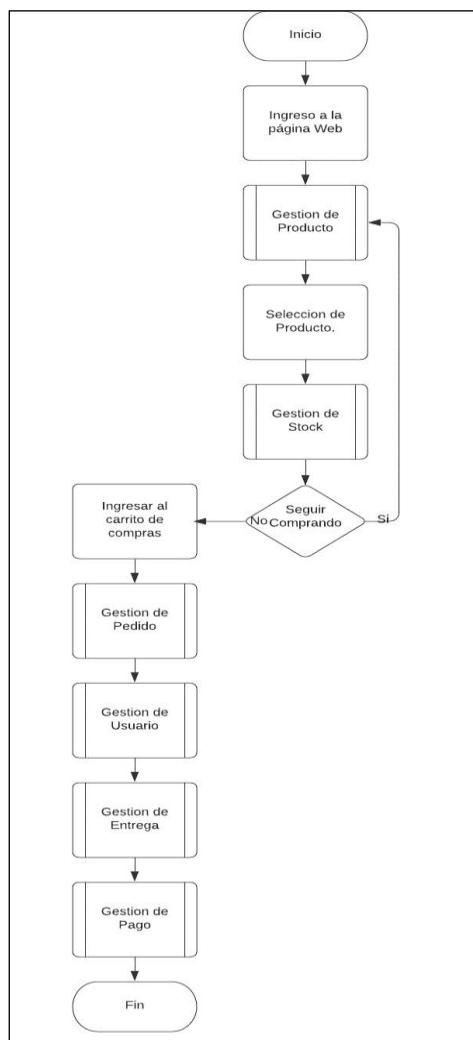 Inicio
Ingreso a la
página Web
Gestion de
Producto
Seleccion de
Producto.
Gestion de
Stock
Seguir
Comprando
No
Si
Ingresar al
carrito de
compras
Gestion de
Pedido
Gestion de
Usuario
Gestion de
Entrega
Gestion de
Pago
Fin